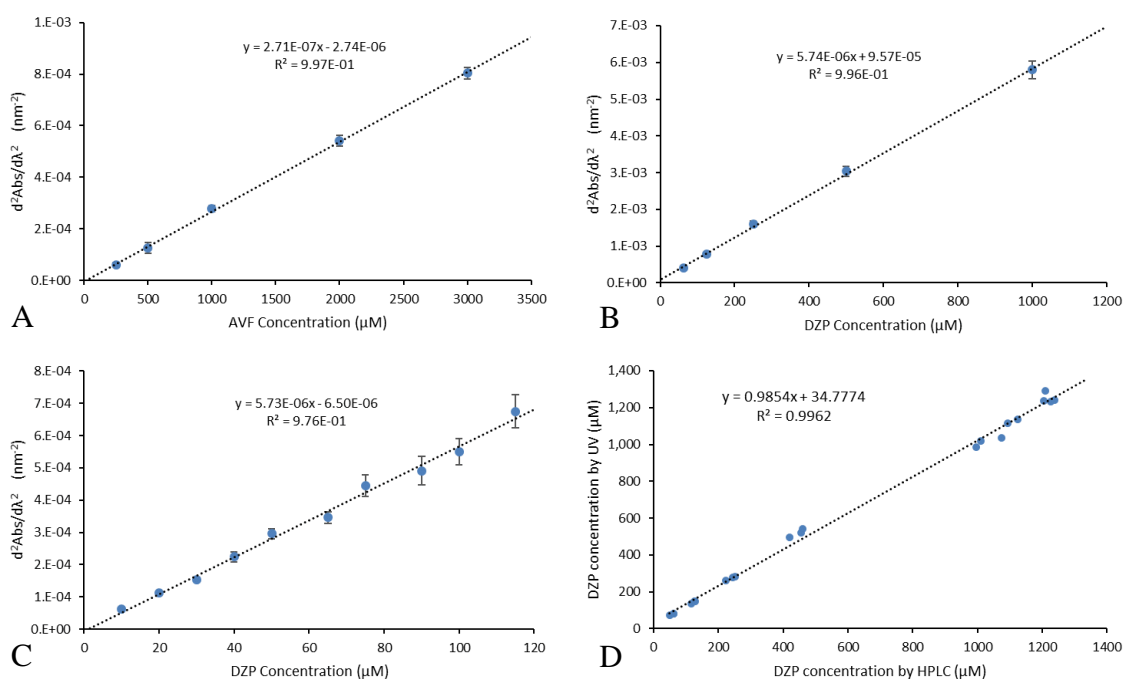 1.E-03
8.E-04
6.E-04
4.E-04
2.E-04
0.E+00
d²Abs/dλ² (nm⁻²)
y = 2.71E-07x - 2.74E-06
R² = 9.97E-01
0 500 1000 1500 2000 2500 3000 3500
AVF Concentration (µM)
A
7.E-03
6.E-03
5.E-03
4.E-03
3.E-03
2.E-03
1.E-03
0.E+00
d²Abs/dλ² (nm⁻²)
y = 5.74E-06x + 9.57E-05
R² = 9.96E-01
0 200 400 600 800 1000 1200
DZP Concentration (µM)
B
8.E-04
7.E-04
6.E-04
5.E-04
4.E-04
3.E-04
2.E-04
1.E-04
0.E+00
d²Abs/dλ² (nm⁻²)
y = 5.73E-06x - 6.50E-06
R² = 9.76E-01
0 20 40 60 80 100 120
DZP Concentration (µM)
C
1,400
1,200
1,000
800
600
400
200
0
DZP concentration by UV (µM)
y = 0.9854x + 34.7774
R² = 0.9962
0 200 400 600 800 1000 1200 1400
DZP concentration by HPLC (µM)
D